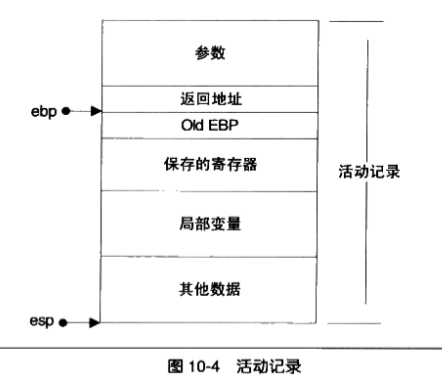 参数
返回地址
ebp
Old EBP
保存的寄存器
活动记录
局部变量
其他数据
esp
图 10-4 活动记录